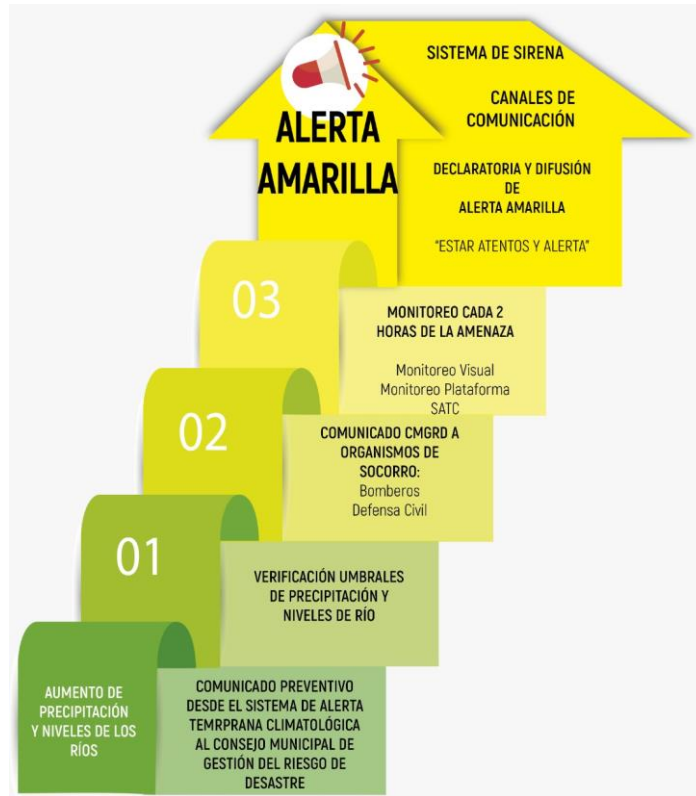 ALERTA
AMARILLA
SISTEMA DE SIRENA
CANALES DE
COMUNICACIÓN
DECLARATORIA Y DIFUSIÓN
DE
ALERTA AMARILLA
"ESTAR ATENTOS Y ALERTA"
03
MONITOREO CADA 2
HORAS DE LA AMENAZA
Monitoreo Visual
Monitoreo Plataforma
SATC
02
COMUNICADO CMGRD A
ORGANISMOS DE
SOCORRO:
Bomberos
Defensa Civil
01
VERIFICACIÓN UMBRALES
DE PRECIPITACIÓN Y
NIVELES DE RÍO
AUMENTO DE
PRECIPITACIÓN
Y NIVELES DE LOS
RÍOS
COMUNICADO PREVENTIVO
DESDE EL SISTEMA DE ALERTA
TEMRPRANA CLIMATOLÓGICA
AL CONSEJO MUNICIPAL DE
GESTIÓN DEL RIESGO DE
DESASTRE